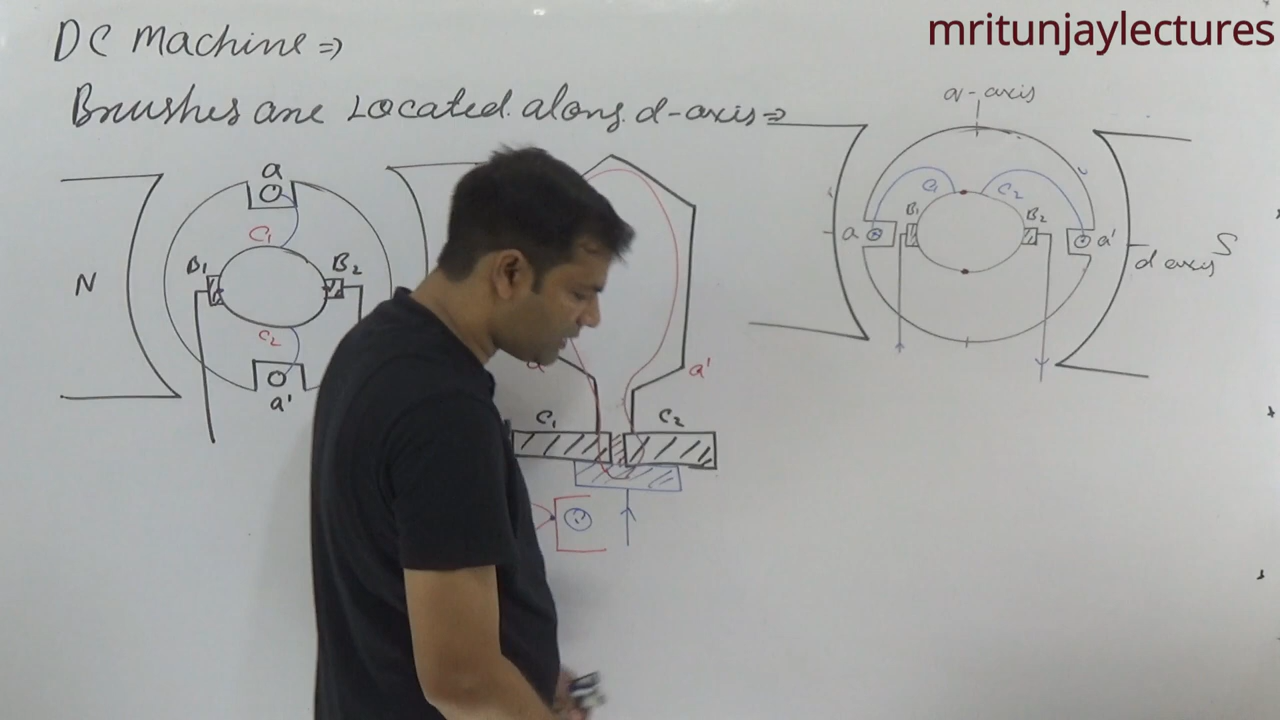 mritunjaylectures
DC Machine ⇒
Brushes are Located along d-axis ⇒
N
a
C1
B1
B2
C2
a'
a
a'
C1
C2
q-axis
C1
C2
B1
B2
a
a'
d axis
S